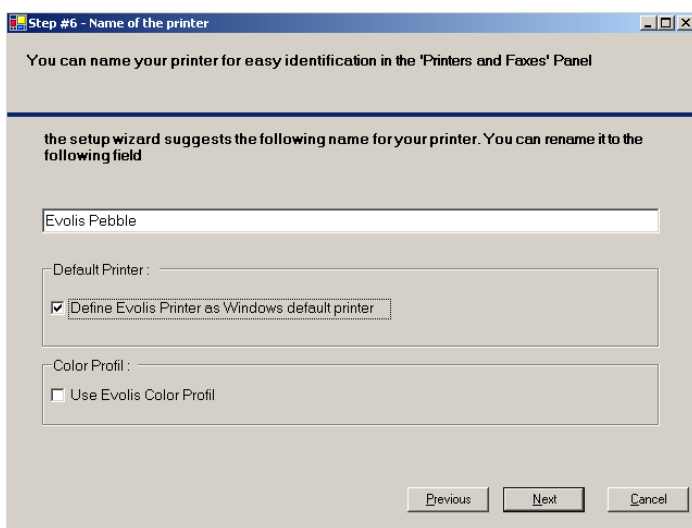 Step #6 - Name of the printer
You can name your printer for easy identification in the 'Printers and Faxes' Panel
the setup wizard suggests the following name for your printer. You can rename it to the
following field
Evolis Pebble
Default Printer :
Define Evolis Printer as Windows default printer
Color Profil :
Use Evolis Color Profil
Previous
Next
Cancel